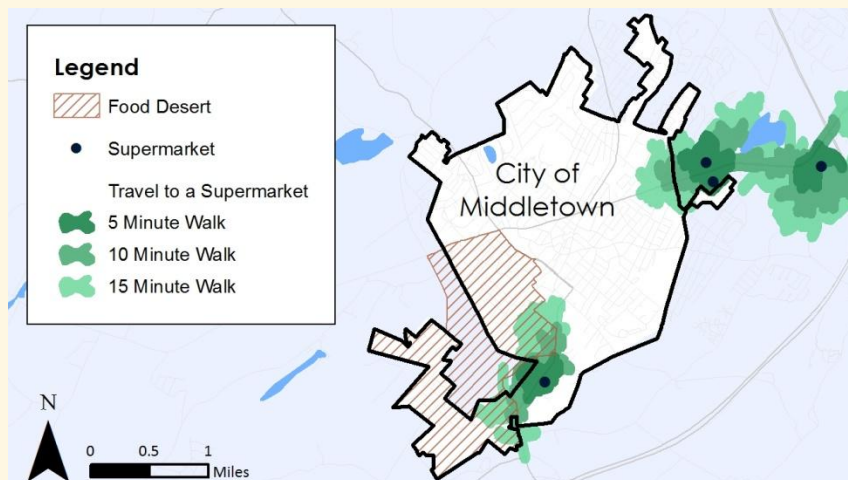 Legend
Food Desert
Supermarket
Travel to a Supermarket
5 Minute Walk
10 Minute Walk
15 Minute Walk
City of
Middletown
N
0 0.5 1
Miles